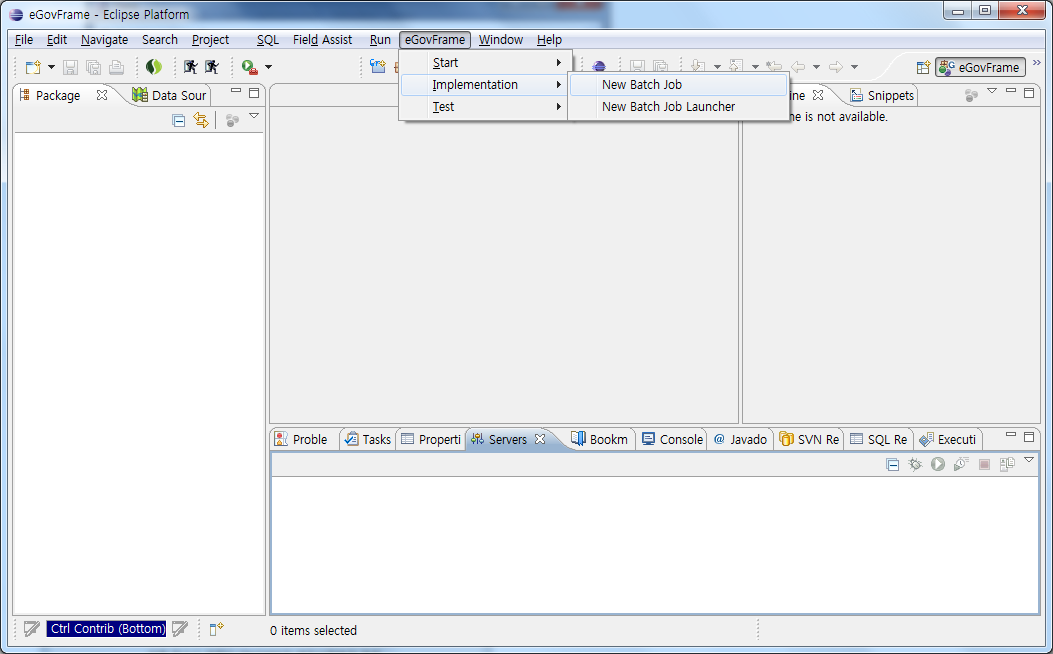 eGovFrame - Eclipse Platform
File Edit Navigate Search Project SQL Field Assist Run eGovFrame Window Help
Start
Implementation
Test
New Batch Job
New Batch Job Launcher
eGovFrame
Package
Data Sour
ine
Snippets
ne is not available.
Proble
Tasks
Properti
Servers
Bookm
Console
@ Javado
SVN Re
SQL Re
Executi
Ctrl Contrib (Bottom)
0 items selected